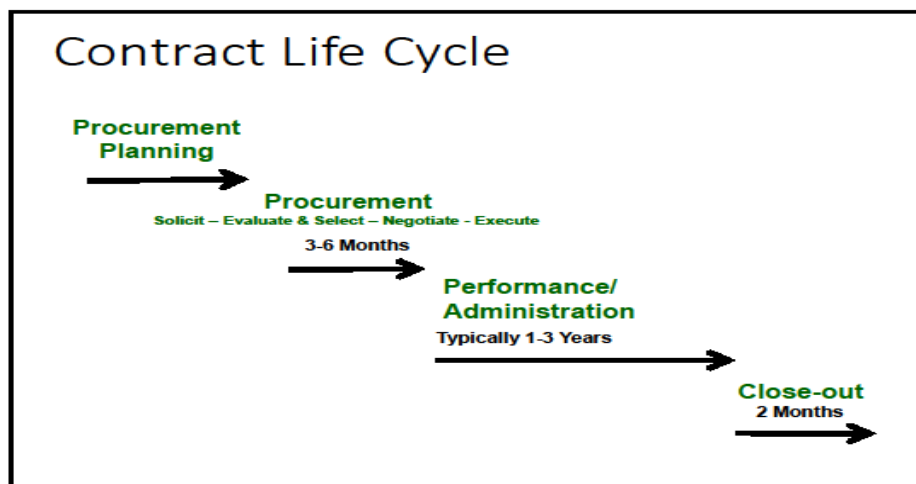 Contract Life Cycle
Procurement
Planning
Procurement
Solicit – Evaluate & Select – Negotiate - Execute
3-6 Months
Performance/
Administration
Typically 1-3 Years
Close-out
2 Months